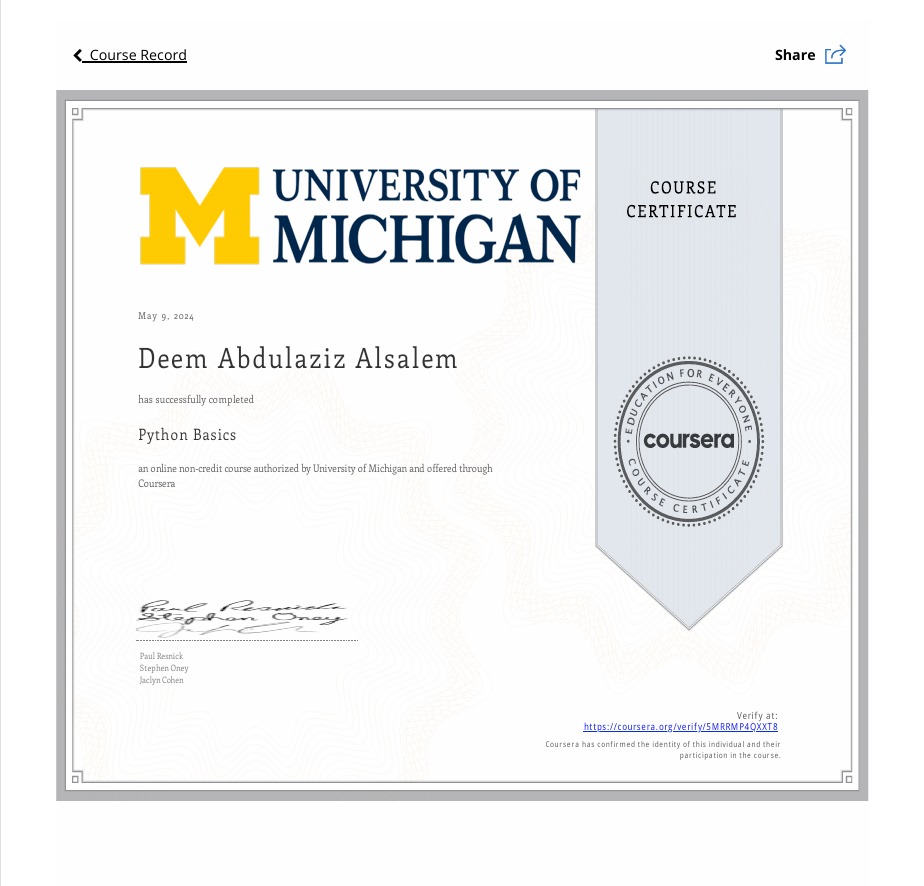 Course Record
Share
UNIVERSITY OF
MICHIGAN
COURSE
CERTIFICATE
May 9, 2024
Deem Abdulaziz Alsalem
has successfully completed
Python Basics
an online non-credit course authorized by University of Michigan and offered through
Coursera
EDUCATION FOR EVERYONE
coursera
COURSE CERTIFICATE
Paul Resnick
Stephen Oney
Paul Resnick
Stephen Oney
Jaclyn Cohen
Verify at:
https://coursera.org/verify/5MRRMP4QXXT8
Coursera has confirmed the identity of this individual and their
participation in the course.